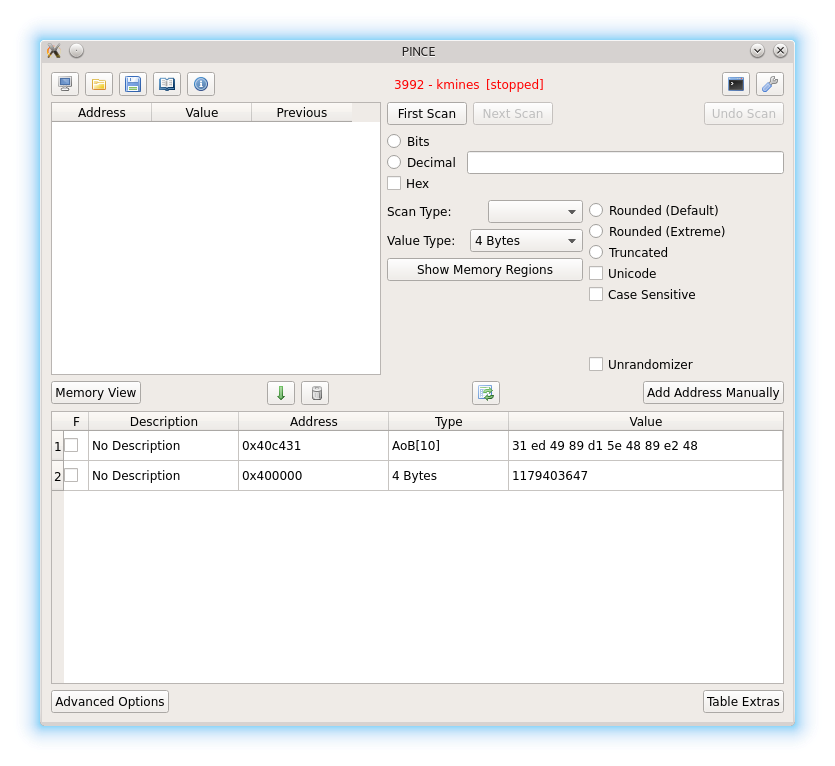 PINCE
3992 - kmines [stopped]
Address Value Previous
First Scan Next Scan Undo Scan
Bits
Decimal
Hex
Scan Type:
Rounded (Default)
Value Type: 4 Bytes
Rounded (Extreme)
Truncated
Show Memory Regions
Unicode
Case Sensitive
Unrandomizer
Memory View
Add Address Manually
F Description Address Type Value
1 No Description 0x40c431 AoB[10] 31 ed 49 89 d1 5e 48 89 e2 48
2 No Description 0x400000 4 Bytes 1179403647
Advanced Options
Table Extras